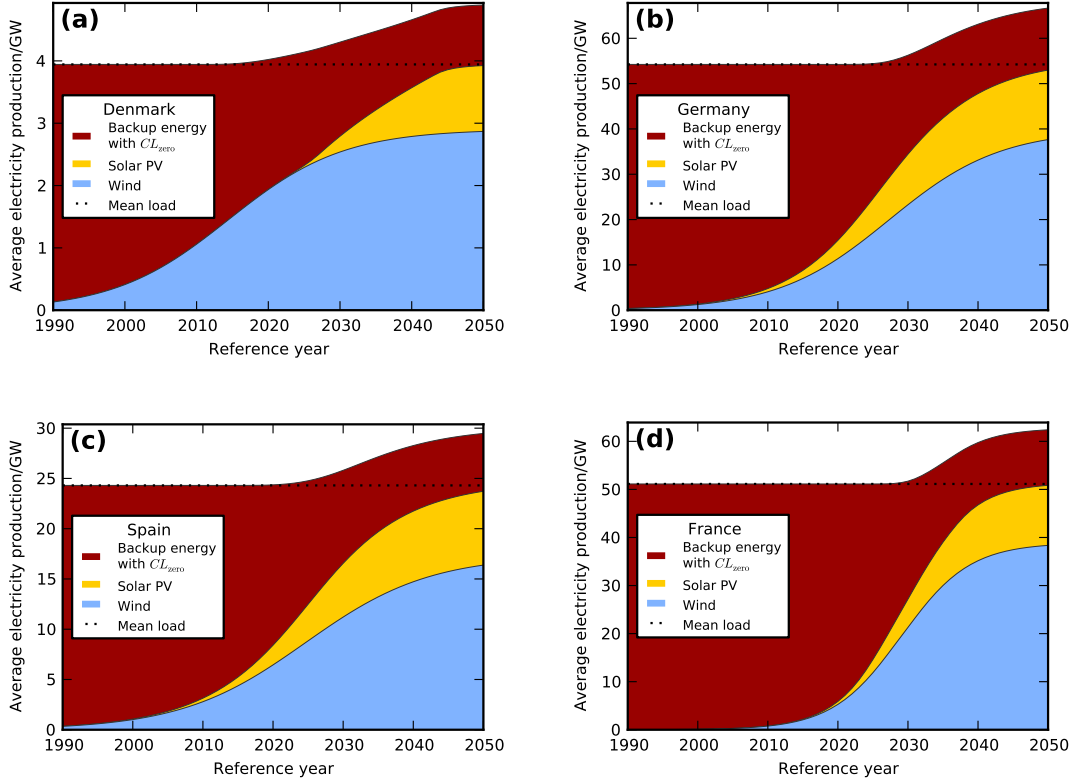 (a)
Average electricity production/GW
4
3
2
1
0
Denmark
Backup energy
with CLzero
Solar PV
Wind
Mean load
1990 2000 2010 2020 2030 2040 2050
Reference year
(b)
Average electricity production/GW
60
50
40
30
20
10
0
Germany
Backup energy
with CLzero
Solar PV
Wind
Mean load
1990 2000 2010 2020 2030 2040 2050
Reference year
(c)
Average electricity production/GW
30
25
20
15
10
5
0
Spain
Backup energy
with CLzero
Solar PV
Wind
Mean load
1990 2000 2010 2020 2030 2040 2050
Reference year
(d)
Average electricity production/GW
60
50
40
30
20
10
0
France
Backup energy
with CLzero
Solar PV
Wind
Mean load
1990 2000 2010 2020 2030 2040 2050
Reference year